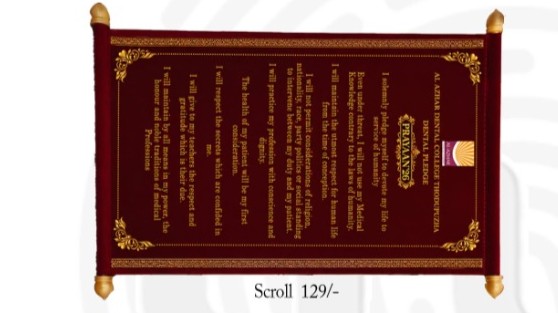 AL AZHAR DENTAL COLLEGE THODUPUZHA
DENTAL PLEDGE
PRAYAAN'26
I solemnly pledge myself to devote my life to
service of humanity.
Even under threat, I will not use my Medical
Knowledge contrary to the laws of humanity.
I will maintain the utmost respect for human life
from the time of conception.
I will not permit considerations of religion,
nationality, race, party politics or social standing
to intervene between my duty and my patient.
I will practice my profession with conscience and
dignity.
The health of my patient will be my first
consideration.
I will respect the secrets which are confided in
me.
I will give to my teachers the respect and
gratitude which is their due.
I will maintain by all means in my power, the
honour and noble traditions of medical
Professions
Scroll 129/-